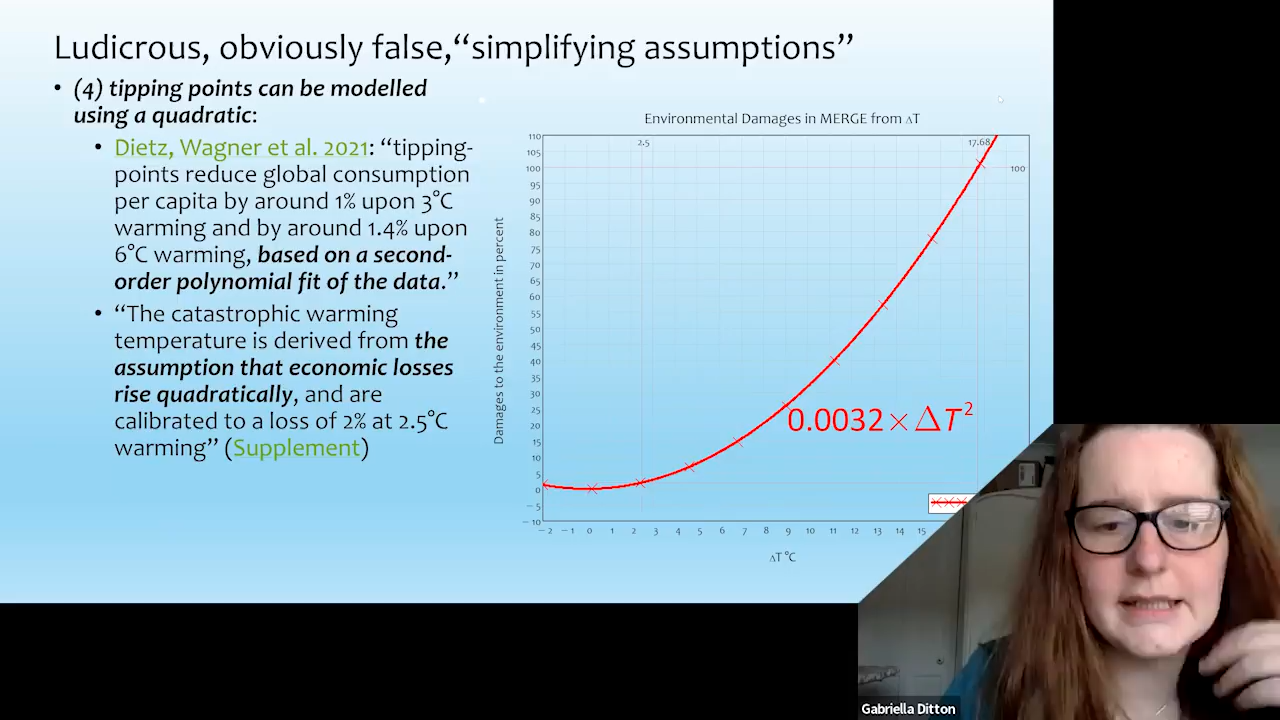 Ludicrous, obviously false,“simplifying assumptions”
• (4) tipping points can be modelled
using a quadratic:
• Dietz, Wagner et al. 2021: “tipping-
points reduce global consumption
per capita by around 1% upon 3°C
warming and by around 1.4% upon
6°C warming, based on a second-
order polynomial fit of the data.”
• “The catastrophic warming
temperature is derived from the
assumption that economic losses
rise quadratically, and are
calibrated to a loss of 2% at 2.5°C
warming” (Supplement)
Environmental Damages in MERGE from ΔT
2.5
17.68
100
110
105
100
95
90
85
80
75
70
65
60
55
50
45
40
35
30
25
20
15
10
5
0
−5
−10
Damages to the environment in percent
0.0032 × ΔT²
−2 −1 0 1 2 3 4 5 6 7 8 9 10 11 12 13 14 15
ΔT °C
Gabriella Ditton